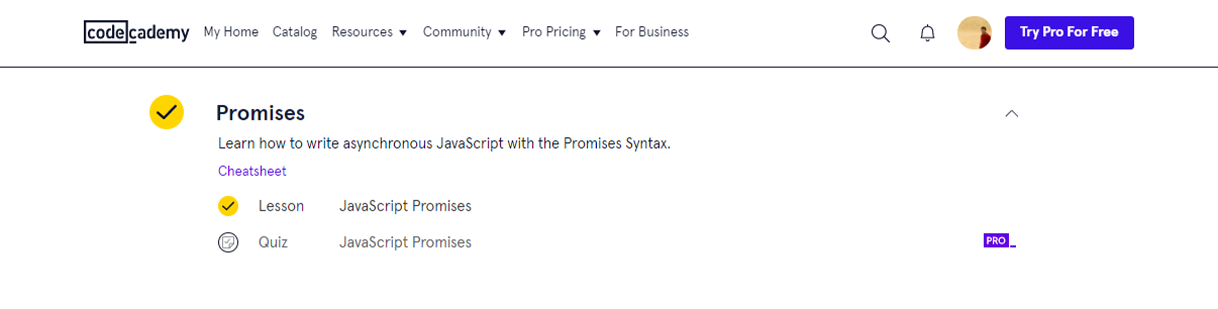 codecademy My Home Catalog Resources Community Pro Pricing For Business Try Pro For Free
Promises
Learn how to write asynchronous JavaScript with the Promises Syntax.
Cheatsheet
Lesson JavaScript Promises
Quiz JavaScript Promises PRO